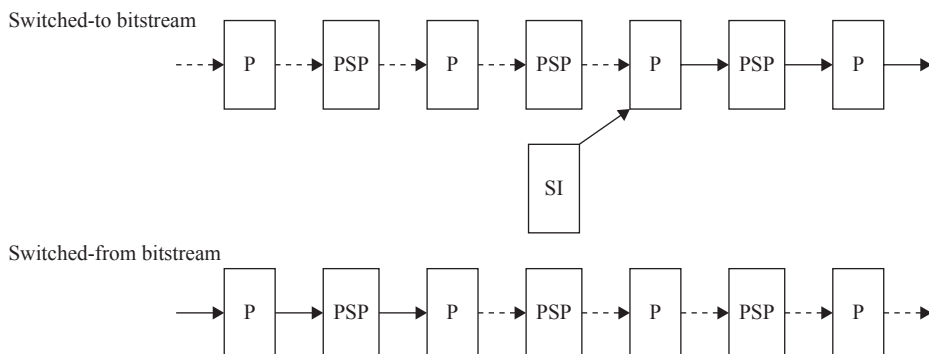 Switched-to bitstream
P PSP P PSP P PSP P
SI
Switched-from bitstream
P PSP P PSP P PSP P